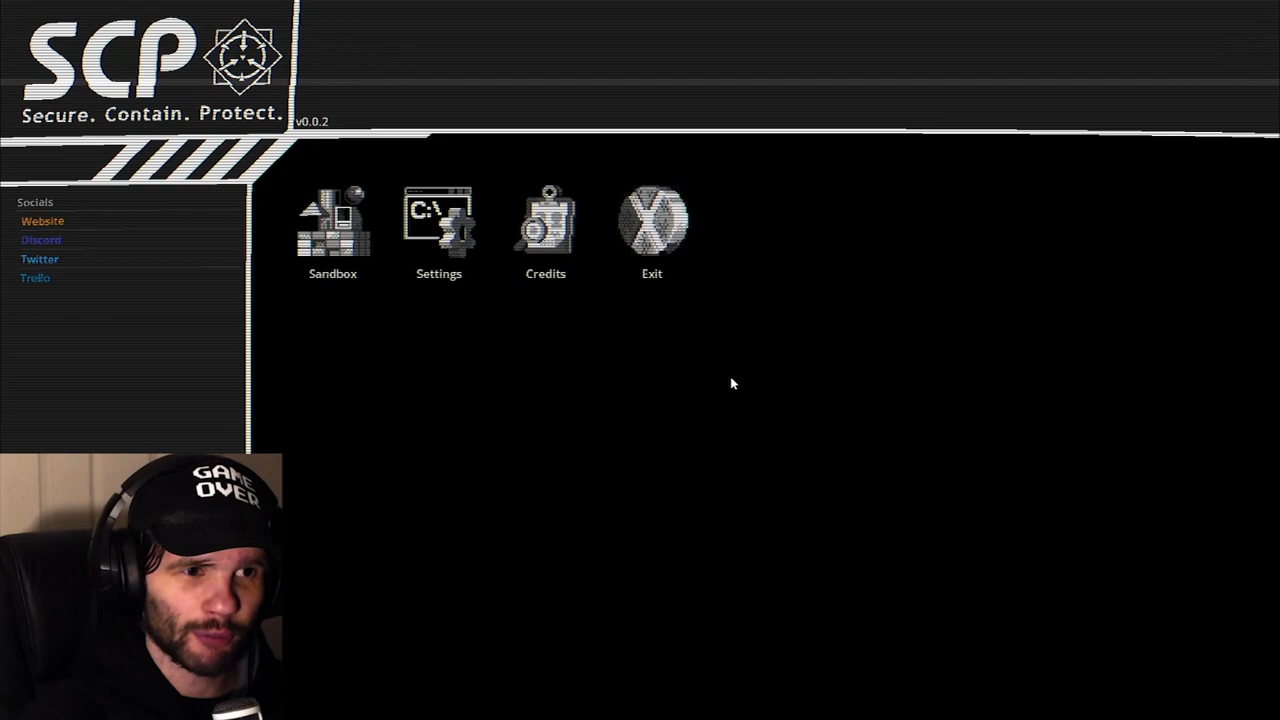 SCP
Secure. Contain. Protect.
v0.0.2
Socials
Website
Discord
Twitter
Trello
C:\
Sandbox
Settings
Credits
Exit
GAME
OVER